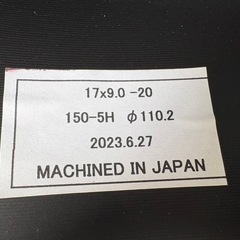 17x9.0 -20
150-5H φ110.2
2023.6.27
MACHINED IN JAPAN